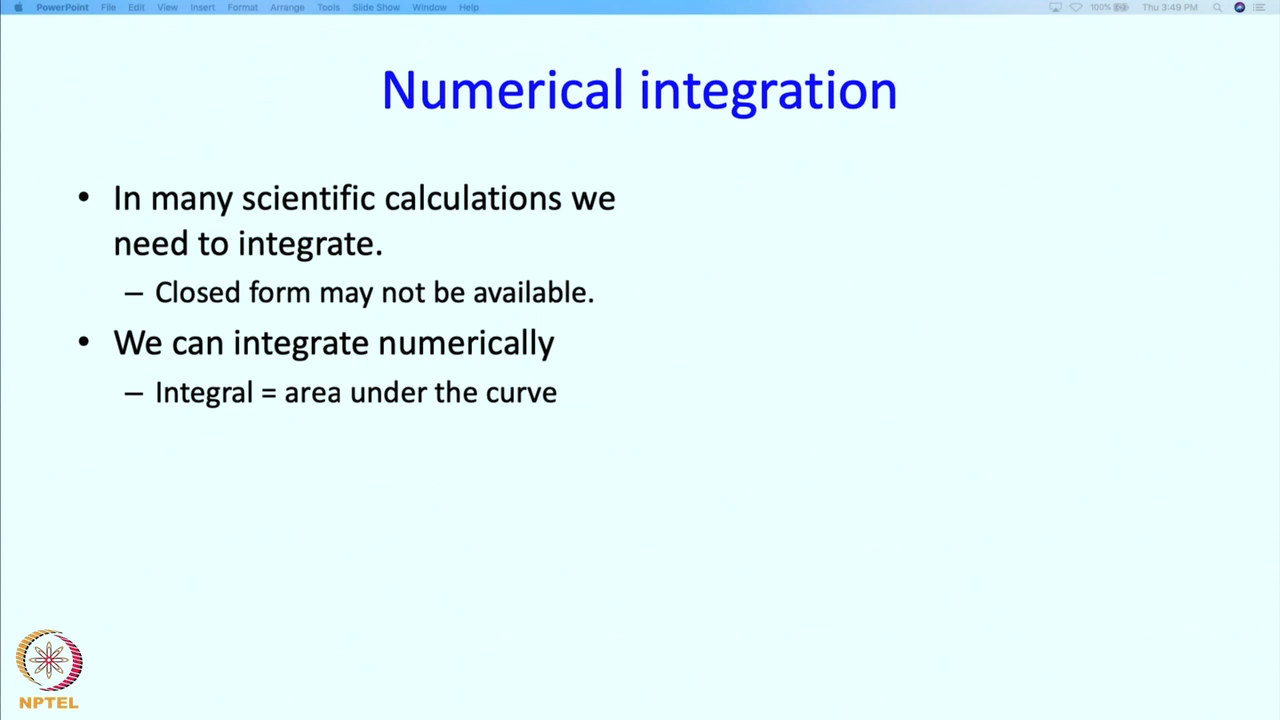 PowerPoint File Edit View Insert Format Arrange Tools Slide Show Window Help 100% Thu 3:49 PM
Numerical integration
• In many scientific calculations we
need to integrate.
– Closed form may not be available.
• We can integrate numerically
– Integral = area under the curve
NPTEL